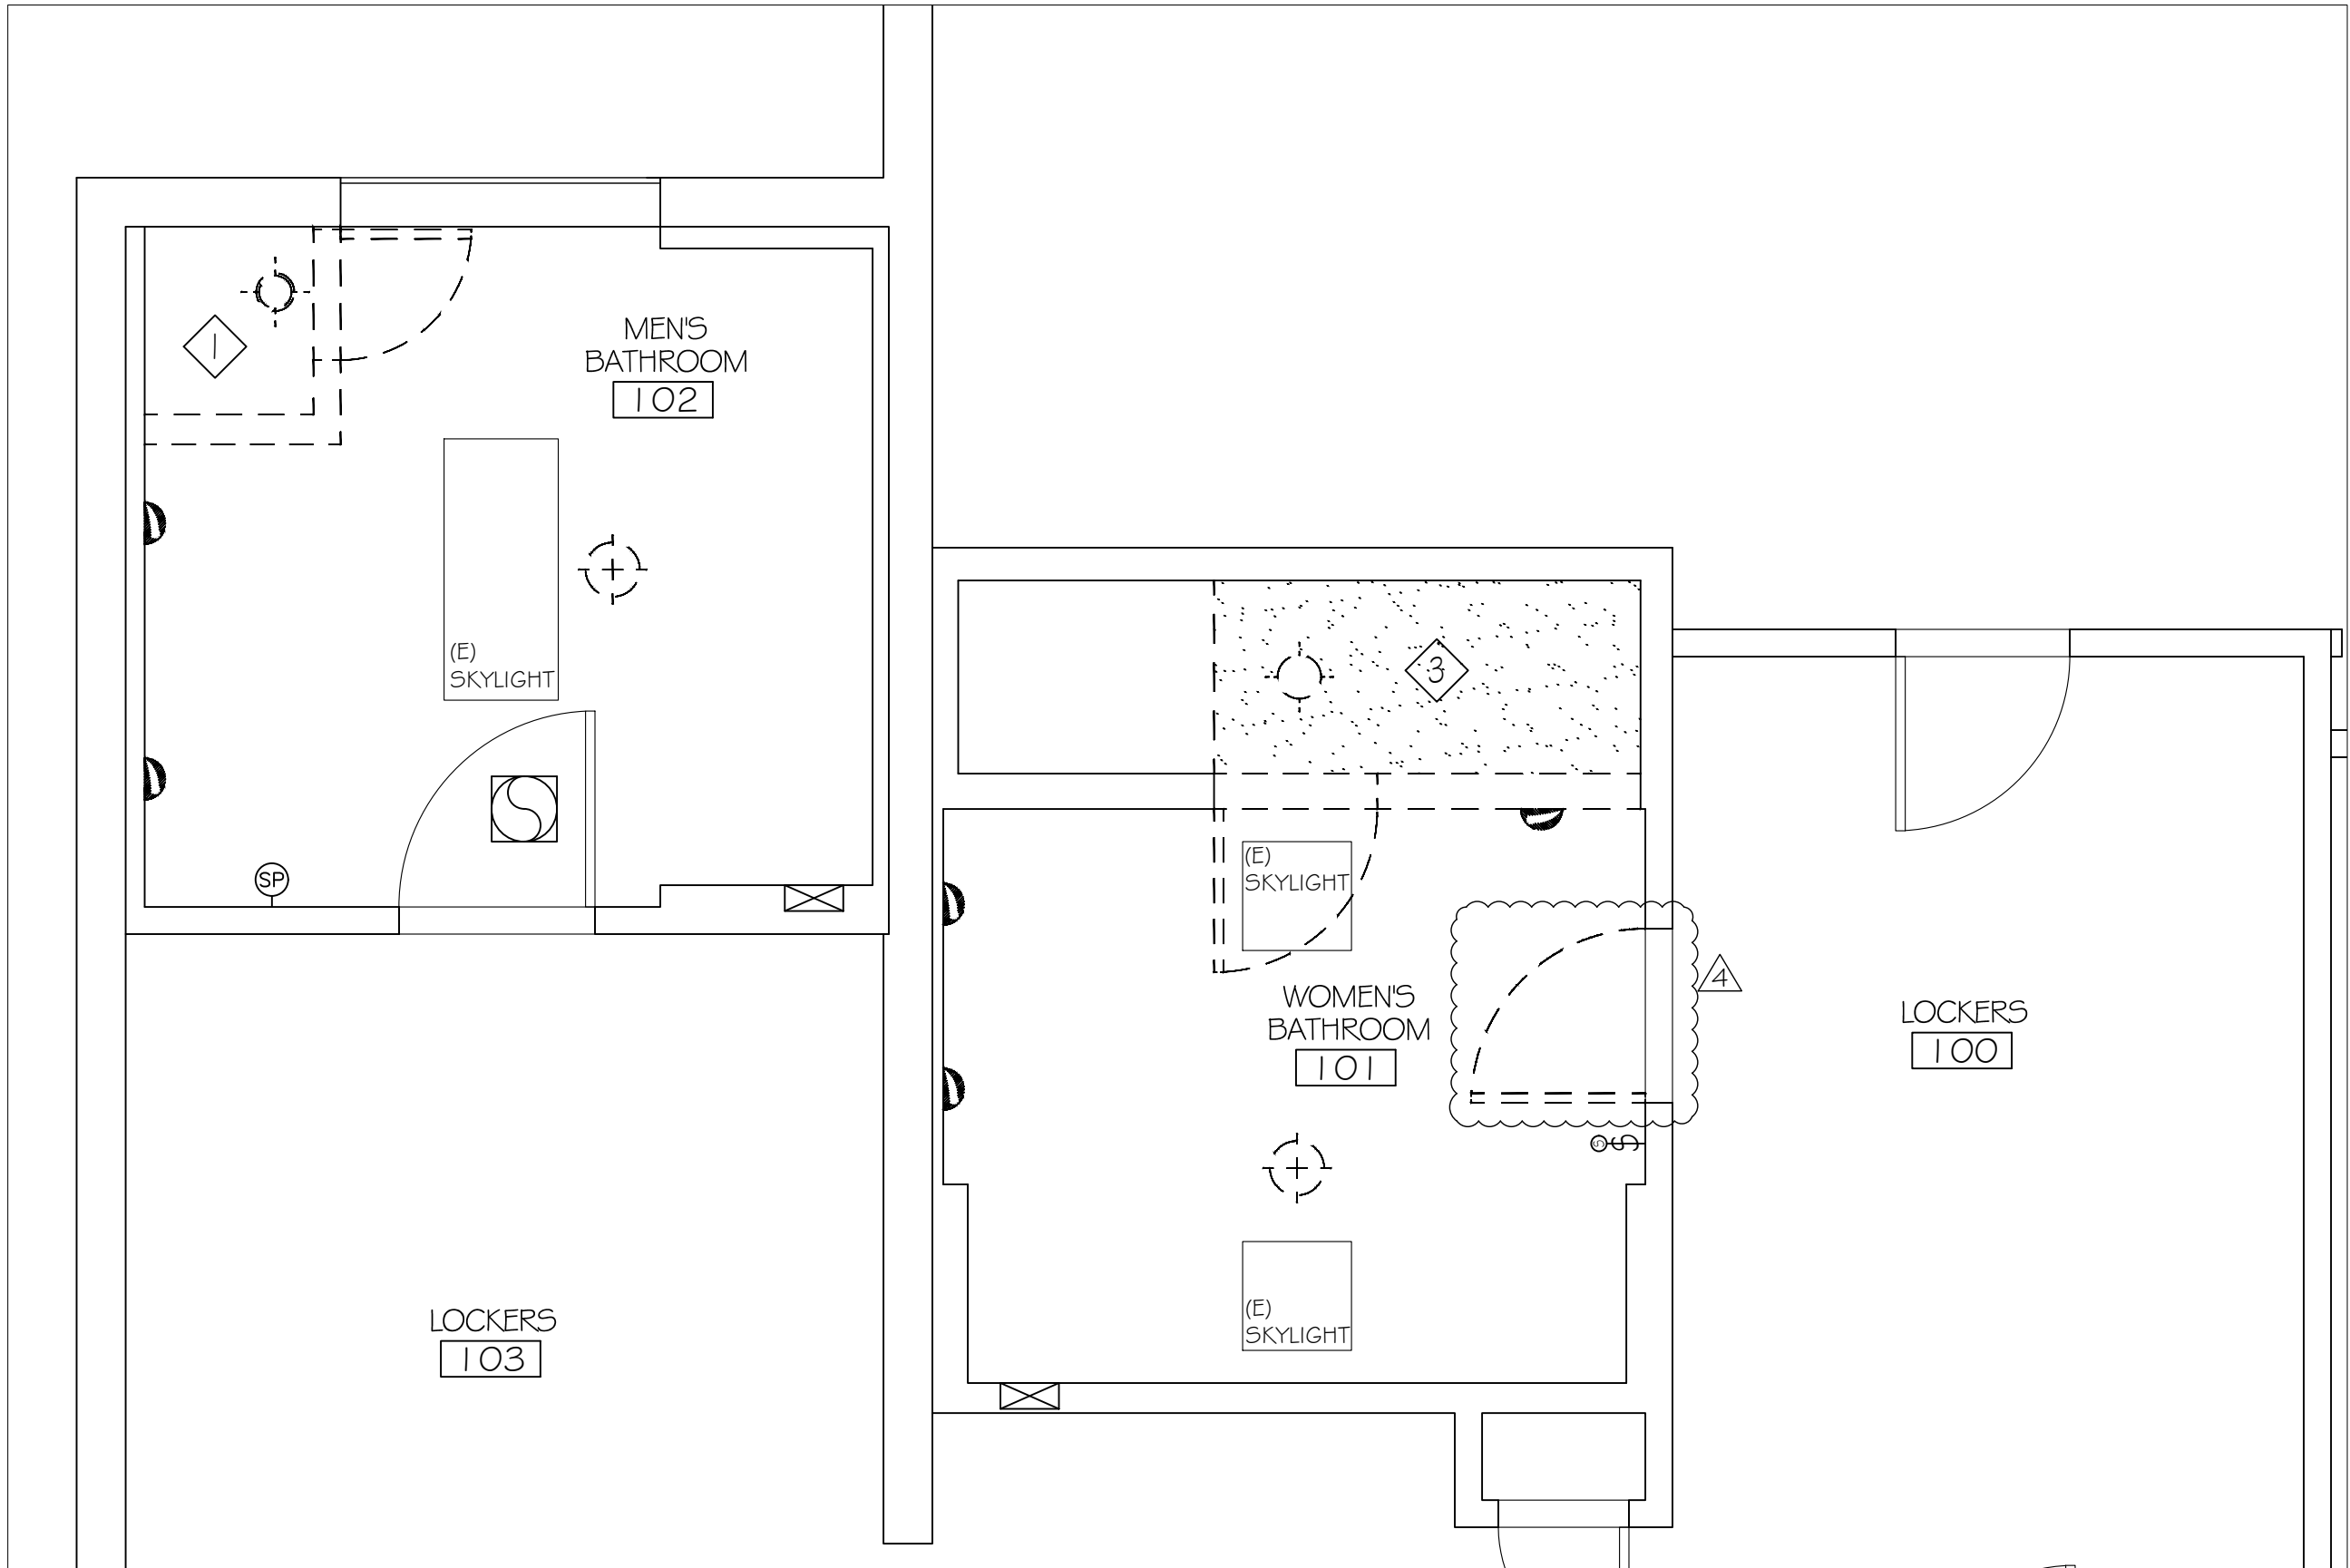 1
MEN'S
BATHROOM
102
(E)
SKYLIGHT
SP
3
(E)
SKYLIGHT
WOMEN'S
BATHROOM
101
4
LOCKERS
100
S
$
(E)
SKYLIGHT
LOCKERS
103